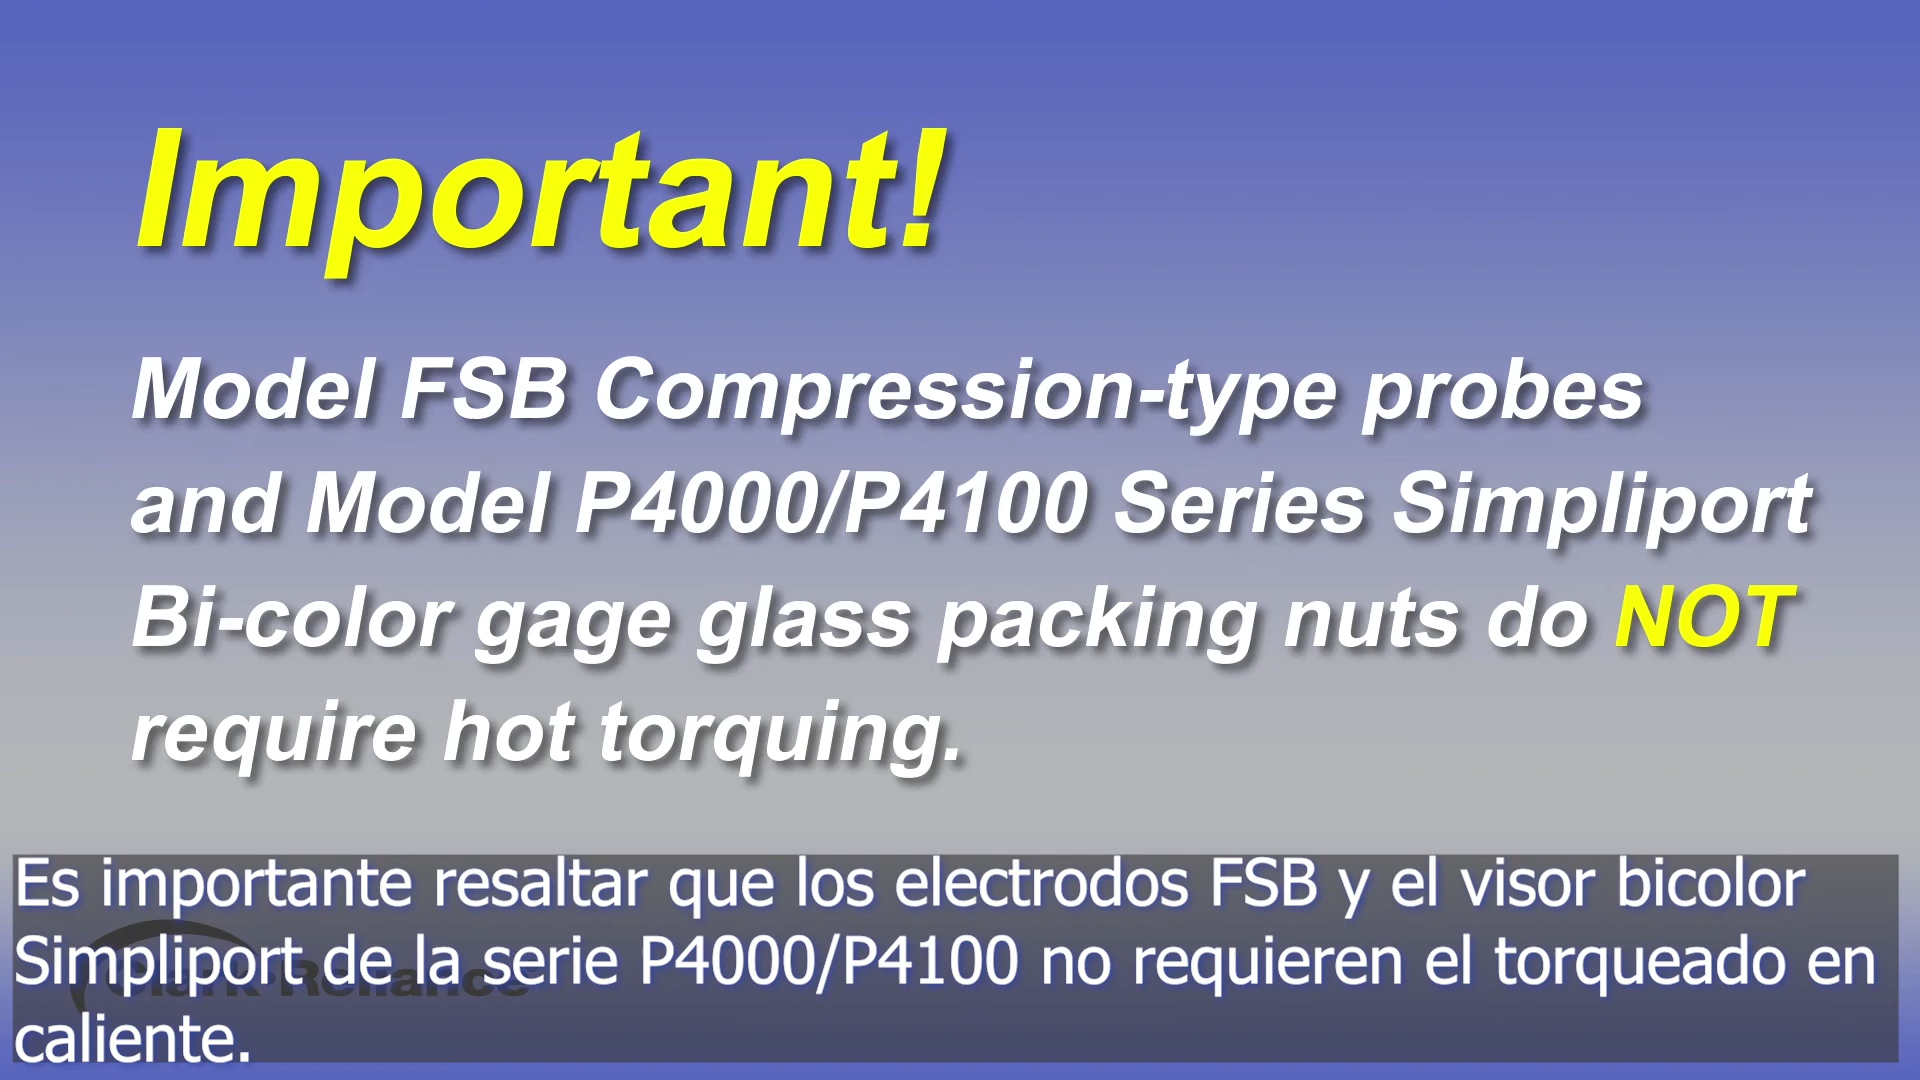 Important!
Model FSB Compression-type probes
and Model P4000/P4100 Series Simpliport
Bi-color gage glass packing nuts do NOT
require hot torquing.
Es importante resaltar que los electrodos FSB y el visor bicolor
Simpliport de la serie P4000/P4100 no requieren el torqueado en
caliente.
Clark-Reliance